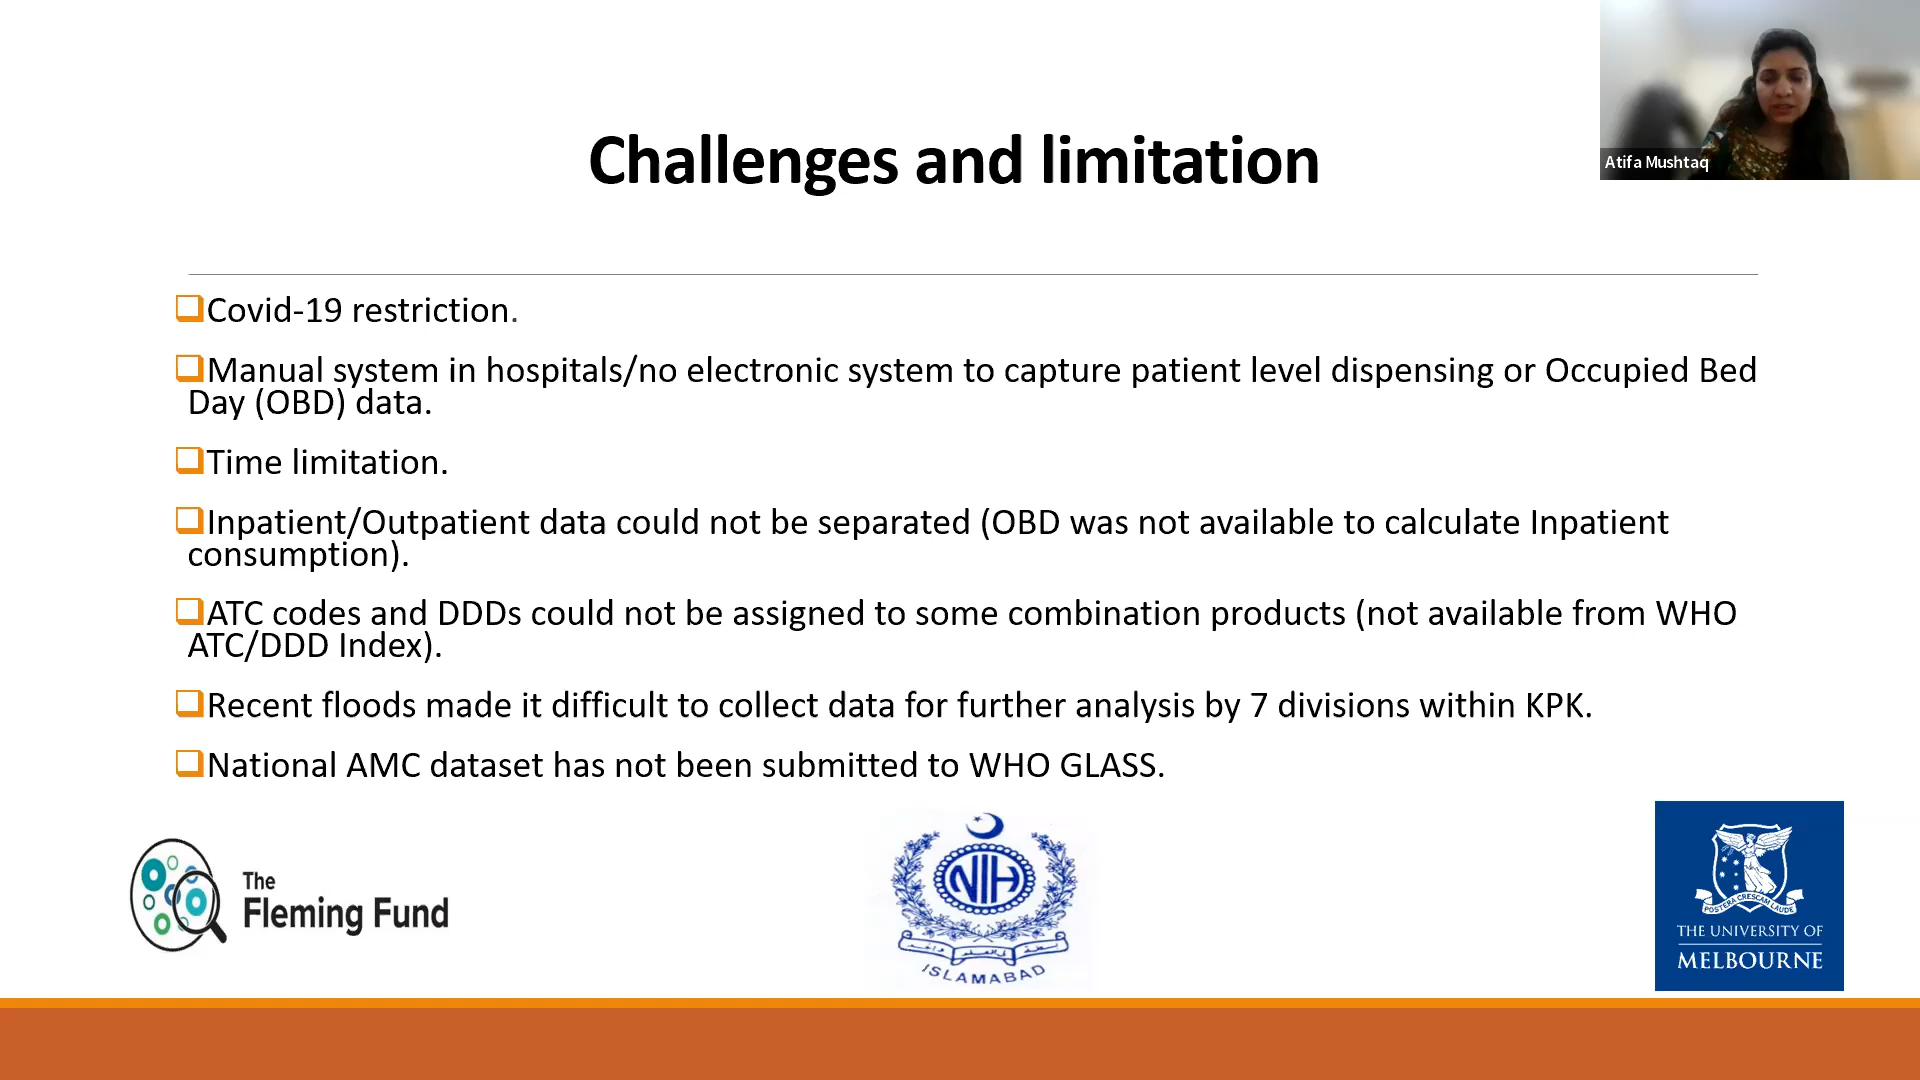 Atifa Mushtaq
Challenges and limitation
Covid-19 restriction.
Manual system in hospitals/no electronic system to capture patient level dispensing or Occupied Bed
Day (OBD) data.
Time limitation.
Inpatient/Outpatient data could not be separated (OBD was not available to calculate Inpatient
consumption).
ATC codes and DDDs could not be assigned to some combination products (not available from WHO
ATC/DDD Index).
Recent floods made it difficult to collect data for further analysis by 7 divisions within KPK.
National AMC dataset has not been submitted to WHO GLASS.
The
Fleming Fund
NIH
ISLAMABAD
POSTERA CRESCAM LAUDE
THE UNIVERSITY OF
MELBOURNE